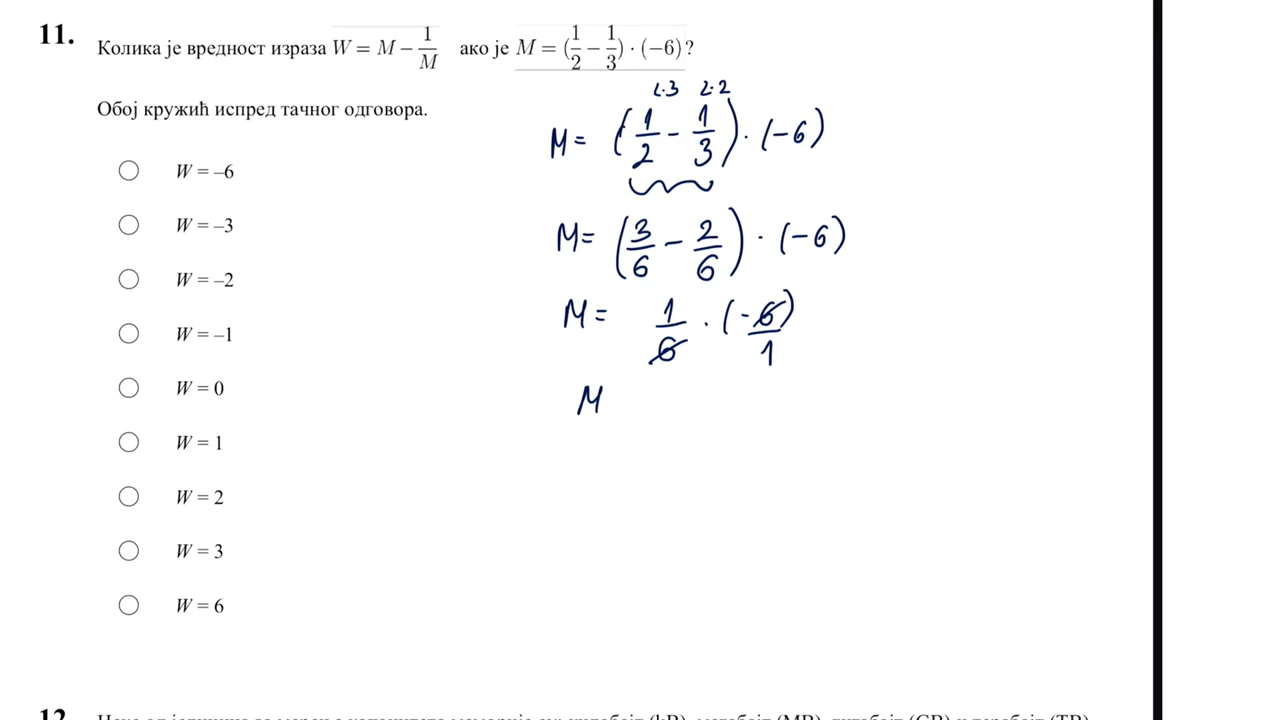 11. Колика је вредност израза W = M − 1/M ако је M = (1/2 − 1/3) · (−6)?
Обој кружић испред тачног одговора.
W = –6
W = –3
W = –2
W = –1
W = 0
W = 1
W = 2
W = 3
W = 6
2·3 2·2
M = (1/2 − 1/3) · (−6)
M = (3/6 − 2/6) · (−6)
M = 1/6 · (−6/1)
M